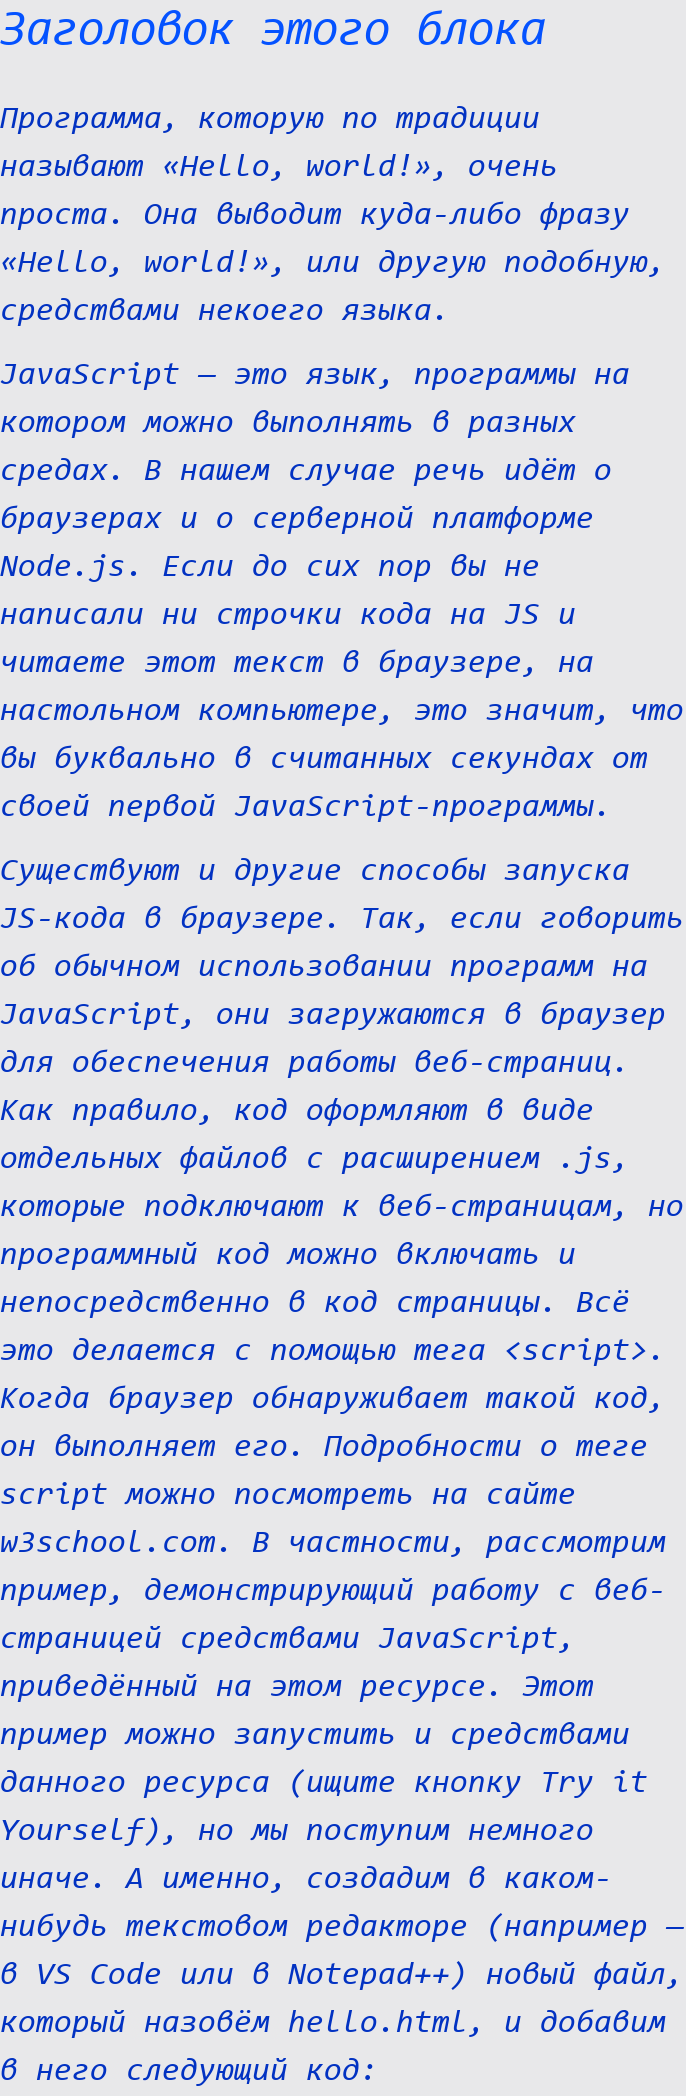 Заголовок этого блока
Программа, которую по традиции
называют «Hello, world!», очень
проста. Она выводит куда-либо фразу
«Hello, world!», или другую подобную,
средствами некоего языка.
JavaScript — это язык, программы на
котором можно выполнять в разных
средах. В нашем случае речь идёт о
браузерах и о серверной платформе
Node.js. Если до сих пор вы не
написали ни строчки кода на JS и
читаете этот текст в браузере, на
настольном компьютере, это значит, что
вы буквально в считанных секундах от
своей первой JavaScript-программы.
Существуют и другие способы запуска
JS-кода в браузере. Так, если говорить
об обычном использовании программ на
JavaScript, они загружаются в браузер
для обеспечения работы веб-страниц.
Как правило, код оформляют в виде
отдельных файлов с расширением .js,
которые подключают к веб-страницам, но
программный код можно включать и
непосредственно в код страницы. Всё
это делается с помощью тега <script>.
Когда браузер обнаруживает такой код,
он выполняет его. Подробности о теге
script можно посмотреть на сайте
w3school.com. В частности, рассмотрим
пример, демонстрирующий работу с веб-
страницей средствами JavaScript,
приведённый на этом ресурсе. Этот
пример можно запустить и средствами
данного ресурса (ищите кнопку Try it
Yourself), но мы поступим немного
иначе. А именно, создадим в каком-
нибудь текстовом редакторе (например —
в VS Code или в Notepad++) новый файл,
который назовём hello.html, и добавим
в него следующий код: